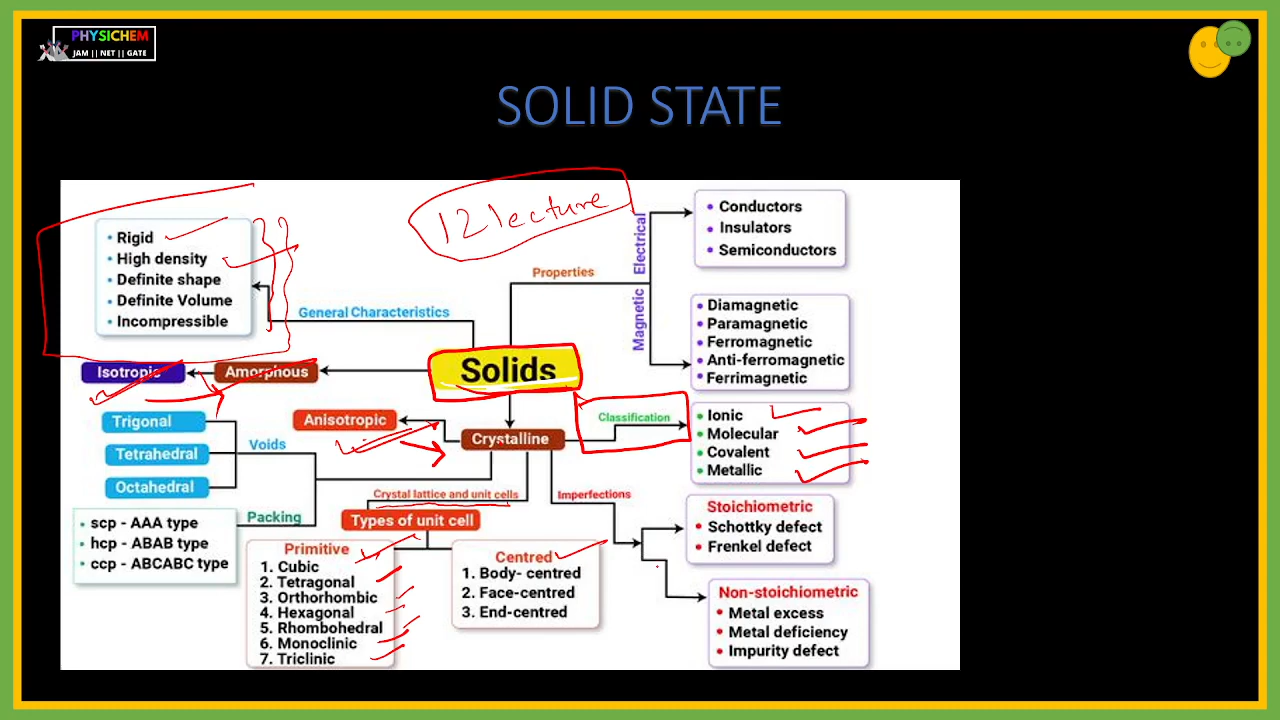 PHYSICHEM
JAM || NET || GATE
SOLID STATE
12 lecture
• Rigid
• High density
• Definite shape
• Definite Volume
• Incompressible
General Characteristics
Properties
Electrical
Magnetic
• Conductors
• Insulators
• Semiconductors
• Diamagnetic
• Paramagnetic
• Ferromagnetic
• Anti-ferromagnetic
• Ferrimagnetic
Isotropic
Amorphous
Solids
Anisotropic
Crystalline
Classification
• Ionic
• Molecular
• Covalent
• Metallic
Trigonal
Tetrahedral
Octahedral
Voids
Packing
• scp - AAA type
• hcp - ABAB type
• ccp - ABCABC type
Crystal lattice and unit cells
Types of unit cell
Primitive
1. Cubic
2. Tetragonal
3. Orthorhombic
4. Hexagonal
5. Rhombohedral
6. Monoclinic
7. Triclinic
Centred
1. Body- centred
2. Face-centred
3. End-centred
Imperfections
Stoichiometric
• Schottky defect
• Frenkel defect
Non-stoichiometric
• Metal excess
• Metal deficiency
• Impurity defect